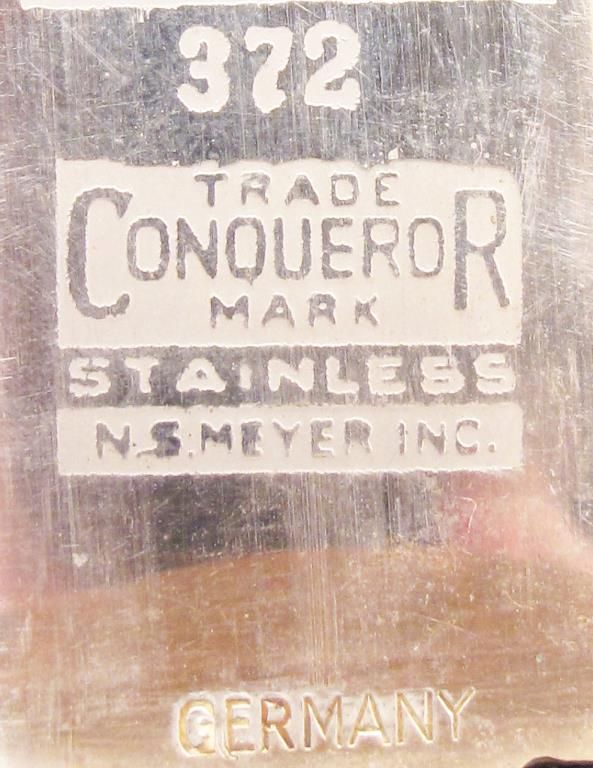 372
TRADE
CONQUEROR
MARK
STAINLESS
N.S.MEYER INC.
GERMANY